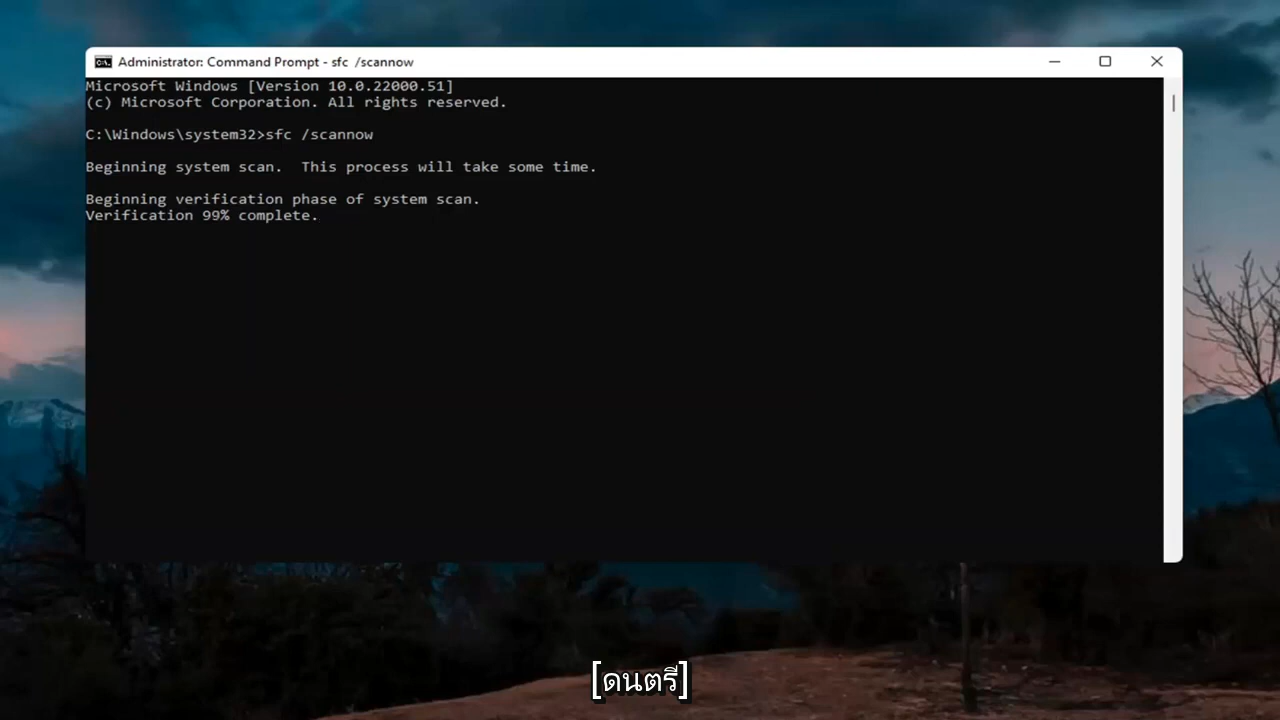 Administrator: Command Prompt - sfc  /scannow
Microsoft Windows [Version 10.0.22000.51]
(c) Microsoft Corporation. All rights reserved.
C:\Windows\system32>sfc /scannow
Beginning system scan.  This process will take some time.
Beginning verification phase of system scan.
Verification 99% complete.
[ดนตรี]